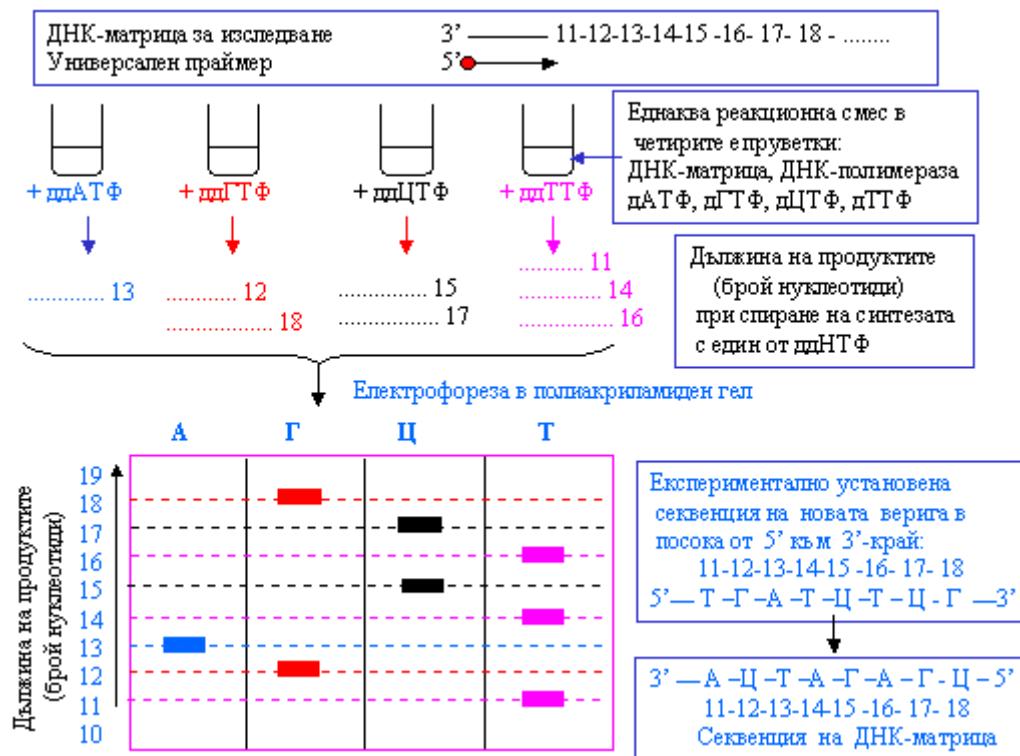 ДНК-матрица за изследване 3’ 11-12-13-14-15 -16- 17- 18 - ........
Универсален праймер 5’
Еднаква реакционна смес в
четирите епруветки:
ДНК-матрица, ДНК-полимераза
дАТФ, дГТФ, дЦТФ, дТТФ
+ ддАТФ + ддГТФ + ддЦТФ + ддТТФ
............. 13
............ 12
.................... 18
................ 15
................. 17
........... 11
.............. 14
................. 16
Дължина на продуктите
(брой нуклеотиди)
при спиране на синтезата
с един от ддНТФ
Електрофореза в полиакриламиден гел
А Г Ц Т
Дължина на продуктите
(брой нуклеотиди)
19
18
17
16
15
14
13
12
11
10
Експериментално установена
секвенция на новата верига в
посока от 5’ към 3’-край:
11-12-13-14-15 -16- 17- 18
5’— Т –Г –А –Т –Ц –Т – Ц - Г —3’
3’ — А –Ц –Т –А –Г –А – Г - Ц – 5’
11-12-13-14-15 -16- 17- 18
Секвенция на ДНК-матрица